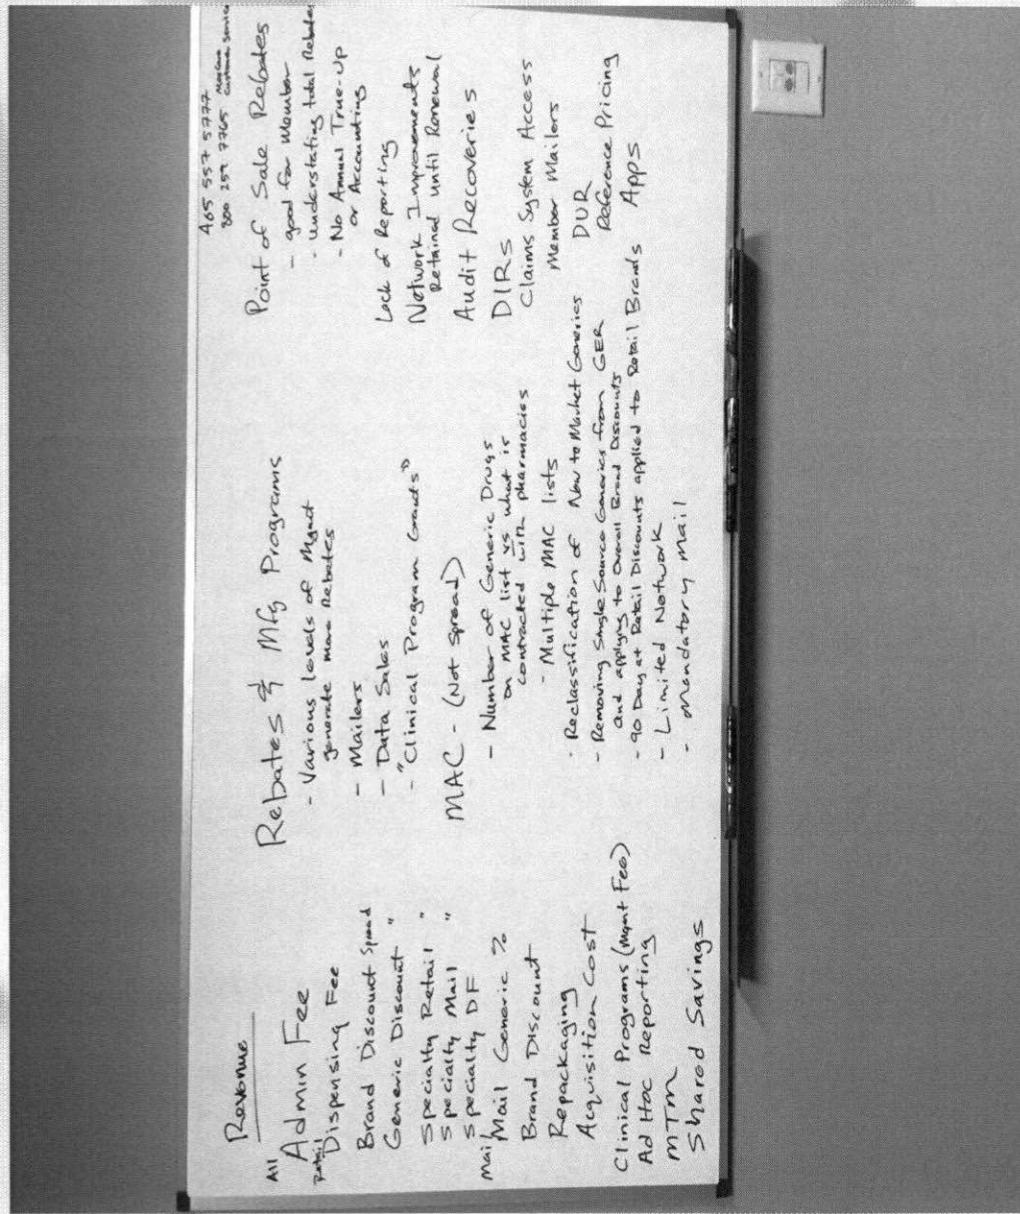 Revenue
All
Admin Fee
Retail
Dispensing Fee
Brand Discount Spread
Generic Discount "
Specialty Retail "
Specialty Mail "
Specialty DF
Mail
Mail Generic %
Brand Discount
Repackaging
Acquisition Cost
Clinical Programs (Mgmt Fee)
Ad Hoc Reporting
MTM
Shared Savings
Rebates & Mfg Programs
- Various levels of Mgmt
generate more Rebates
- Mailers
- Data Sales
- "Clinical Program Grants"
MAC - (Not Spread)
- Number of Generic Drugs
on MAC list vs what is
contracted with pharmacies
- Multiple MAC lists
- Reclassification of New to Market Generics
- Removing Single Source Generics from GER
and applying to Overall Brand Discounts
- 90 Day at Retail Discounts applied to Retail Brands
- Limited Network
- Mandatory Mail
465 557 5777
800 259 7765
Customer Service
Point of Sale Rebates
- good for Member
- Understating total Rebates
- No Annual True-Up
or Accounting
Lack of Reporting
Network Improvements
Retained until Renewal
Audit Recoveries
DIRs
Claims System Access
Member Mailers
DUR
Reference Pricing
Apps